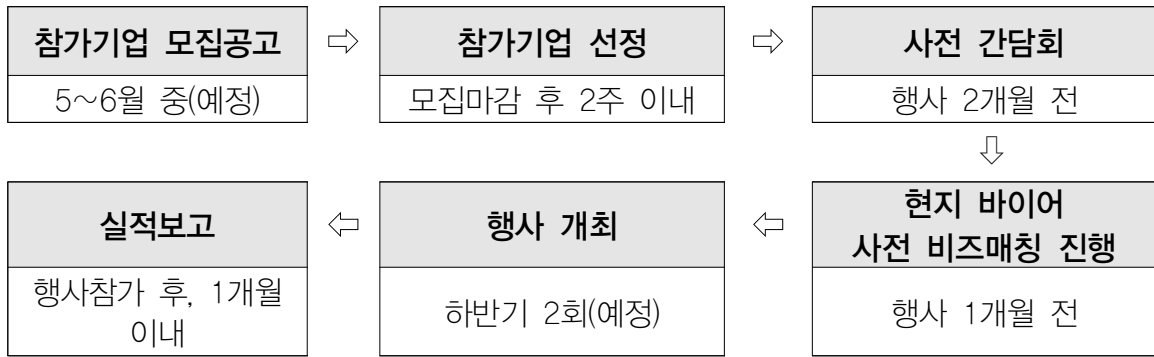 참가기업 모집공고
⇨
참가기업 선정
⇨
사전 간담회
5~6월 중(예정)
모집마감 후 2주 이내
행사 2개월 전
⇩
실적보고
⇦
행사 개최
⇦
현지 바이어
사전 비즈매칭 진행
행사참가 후, 1개월
이내
하반기 2회(예정)
행사 1개월 전